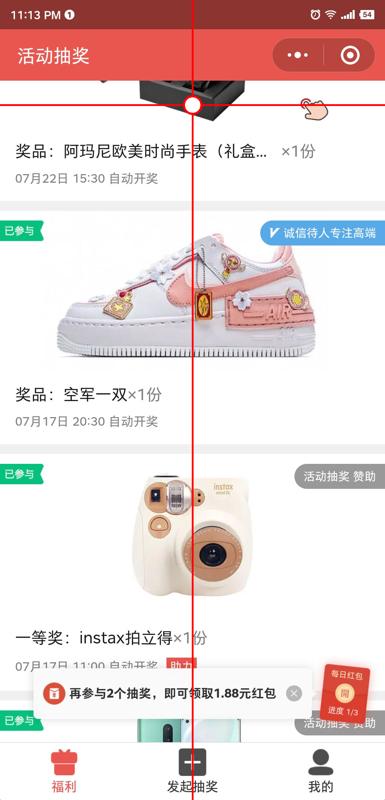 11:13 PM
54
活动抽奖
奖品：阿玛尼欧美时尚手表（礼盒... ×1份
07月22日 15:30 自动开奖
已参与
诚信待人专注高端
AIR
奖品：空军一双×1份
07月17日 20:30 自动开奖
已参与
活动抽奖 赞助
instax
一等奖：instax拍立得×1份
07月17日 11:00 自动开奖 助力
每日红包
開
进度 1/3
再参与2个抽奖，即可领取1.88元红包
已参与
活动抽奖 赞助
福利
发起抽奖
我的